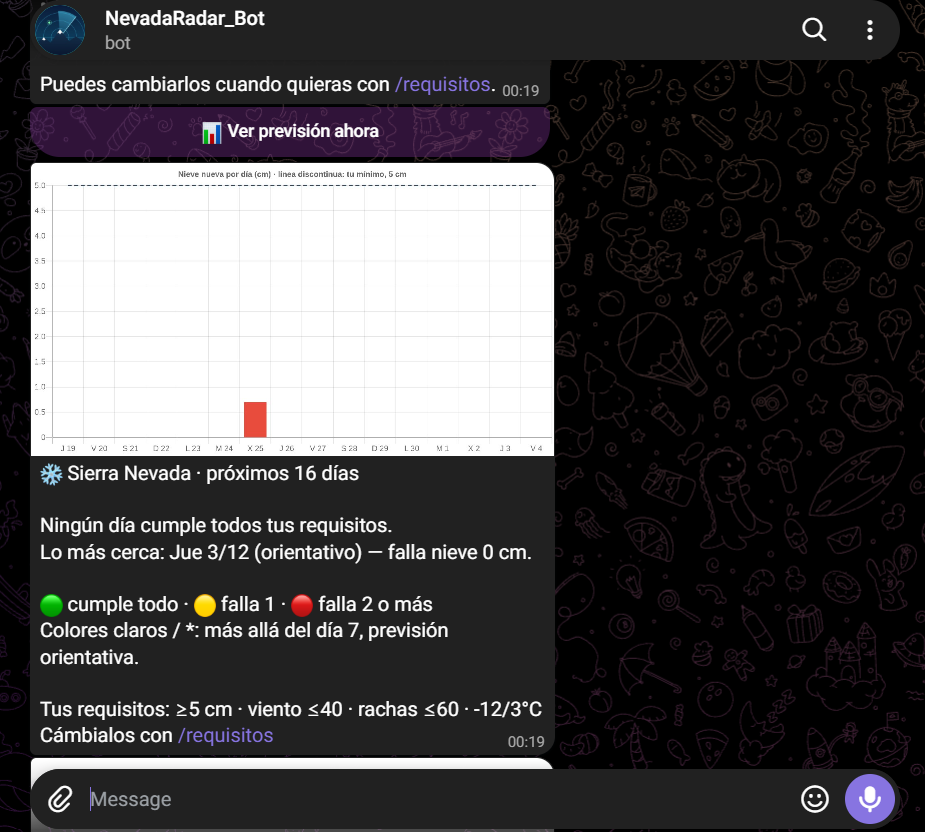 NevadaRadar_Bot
bot
Puedes cambiarlos cuando quieras con /requisitos. 00:19
📊 Ver previsión ahora
Nieve nueva por día (cm) · línea discontinua: tu mínimo, 5 cm
5.0
4.5
4.0
3.5
3.0
2.5
2.0
1.5
1.0
0.5
0
J 19 V 20 S 21 D 22 L 23 M 24 X 25 J 26 V 27 S 28 D 29 L 30 M 1 X 2 J 3 V 4
❄️ Sierra Nevada · próximos 16 días
Ningún día cumple todos tus requisitos.
Lo más cerca: Jue 3/12 (orientativo) — falla nieve 0 cm.
🟢 cumple todo · 🟡 falla 1 · 🔴 falla 2 o más
Colores claros / *: más allá del día 7, previsión
orientativa.
Tus requisitos: ≥5 cm · viento ≤40 · rachas ≤60 · -12/3°C
Cámbialos con /requisitos 00:19
Message